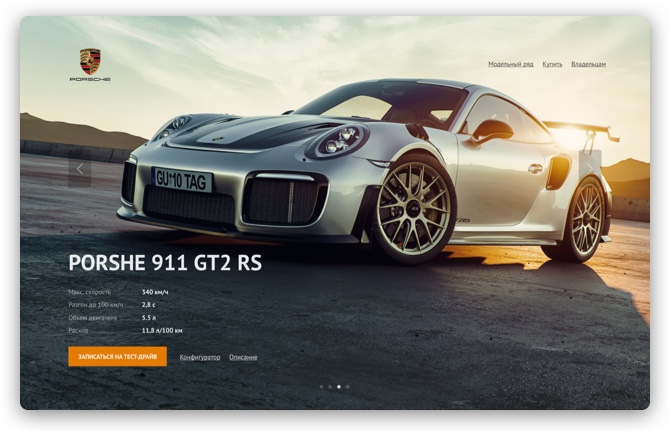 PORSCHE
Модельный ряд Купить Владельцам
GU*10 TAG
PORSHE 911 GT2 RS
Макс. скорость 340 км/ч
Разгон до 100 км/ч 2,8 с
Объем двигателя 5.5 л
Расход 11,8 л/100 км
ЗАПИСАТЬСЯ НА ТЕСТ-ДРАЙВ Конфигуратор Описание